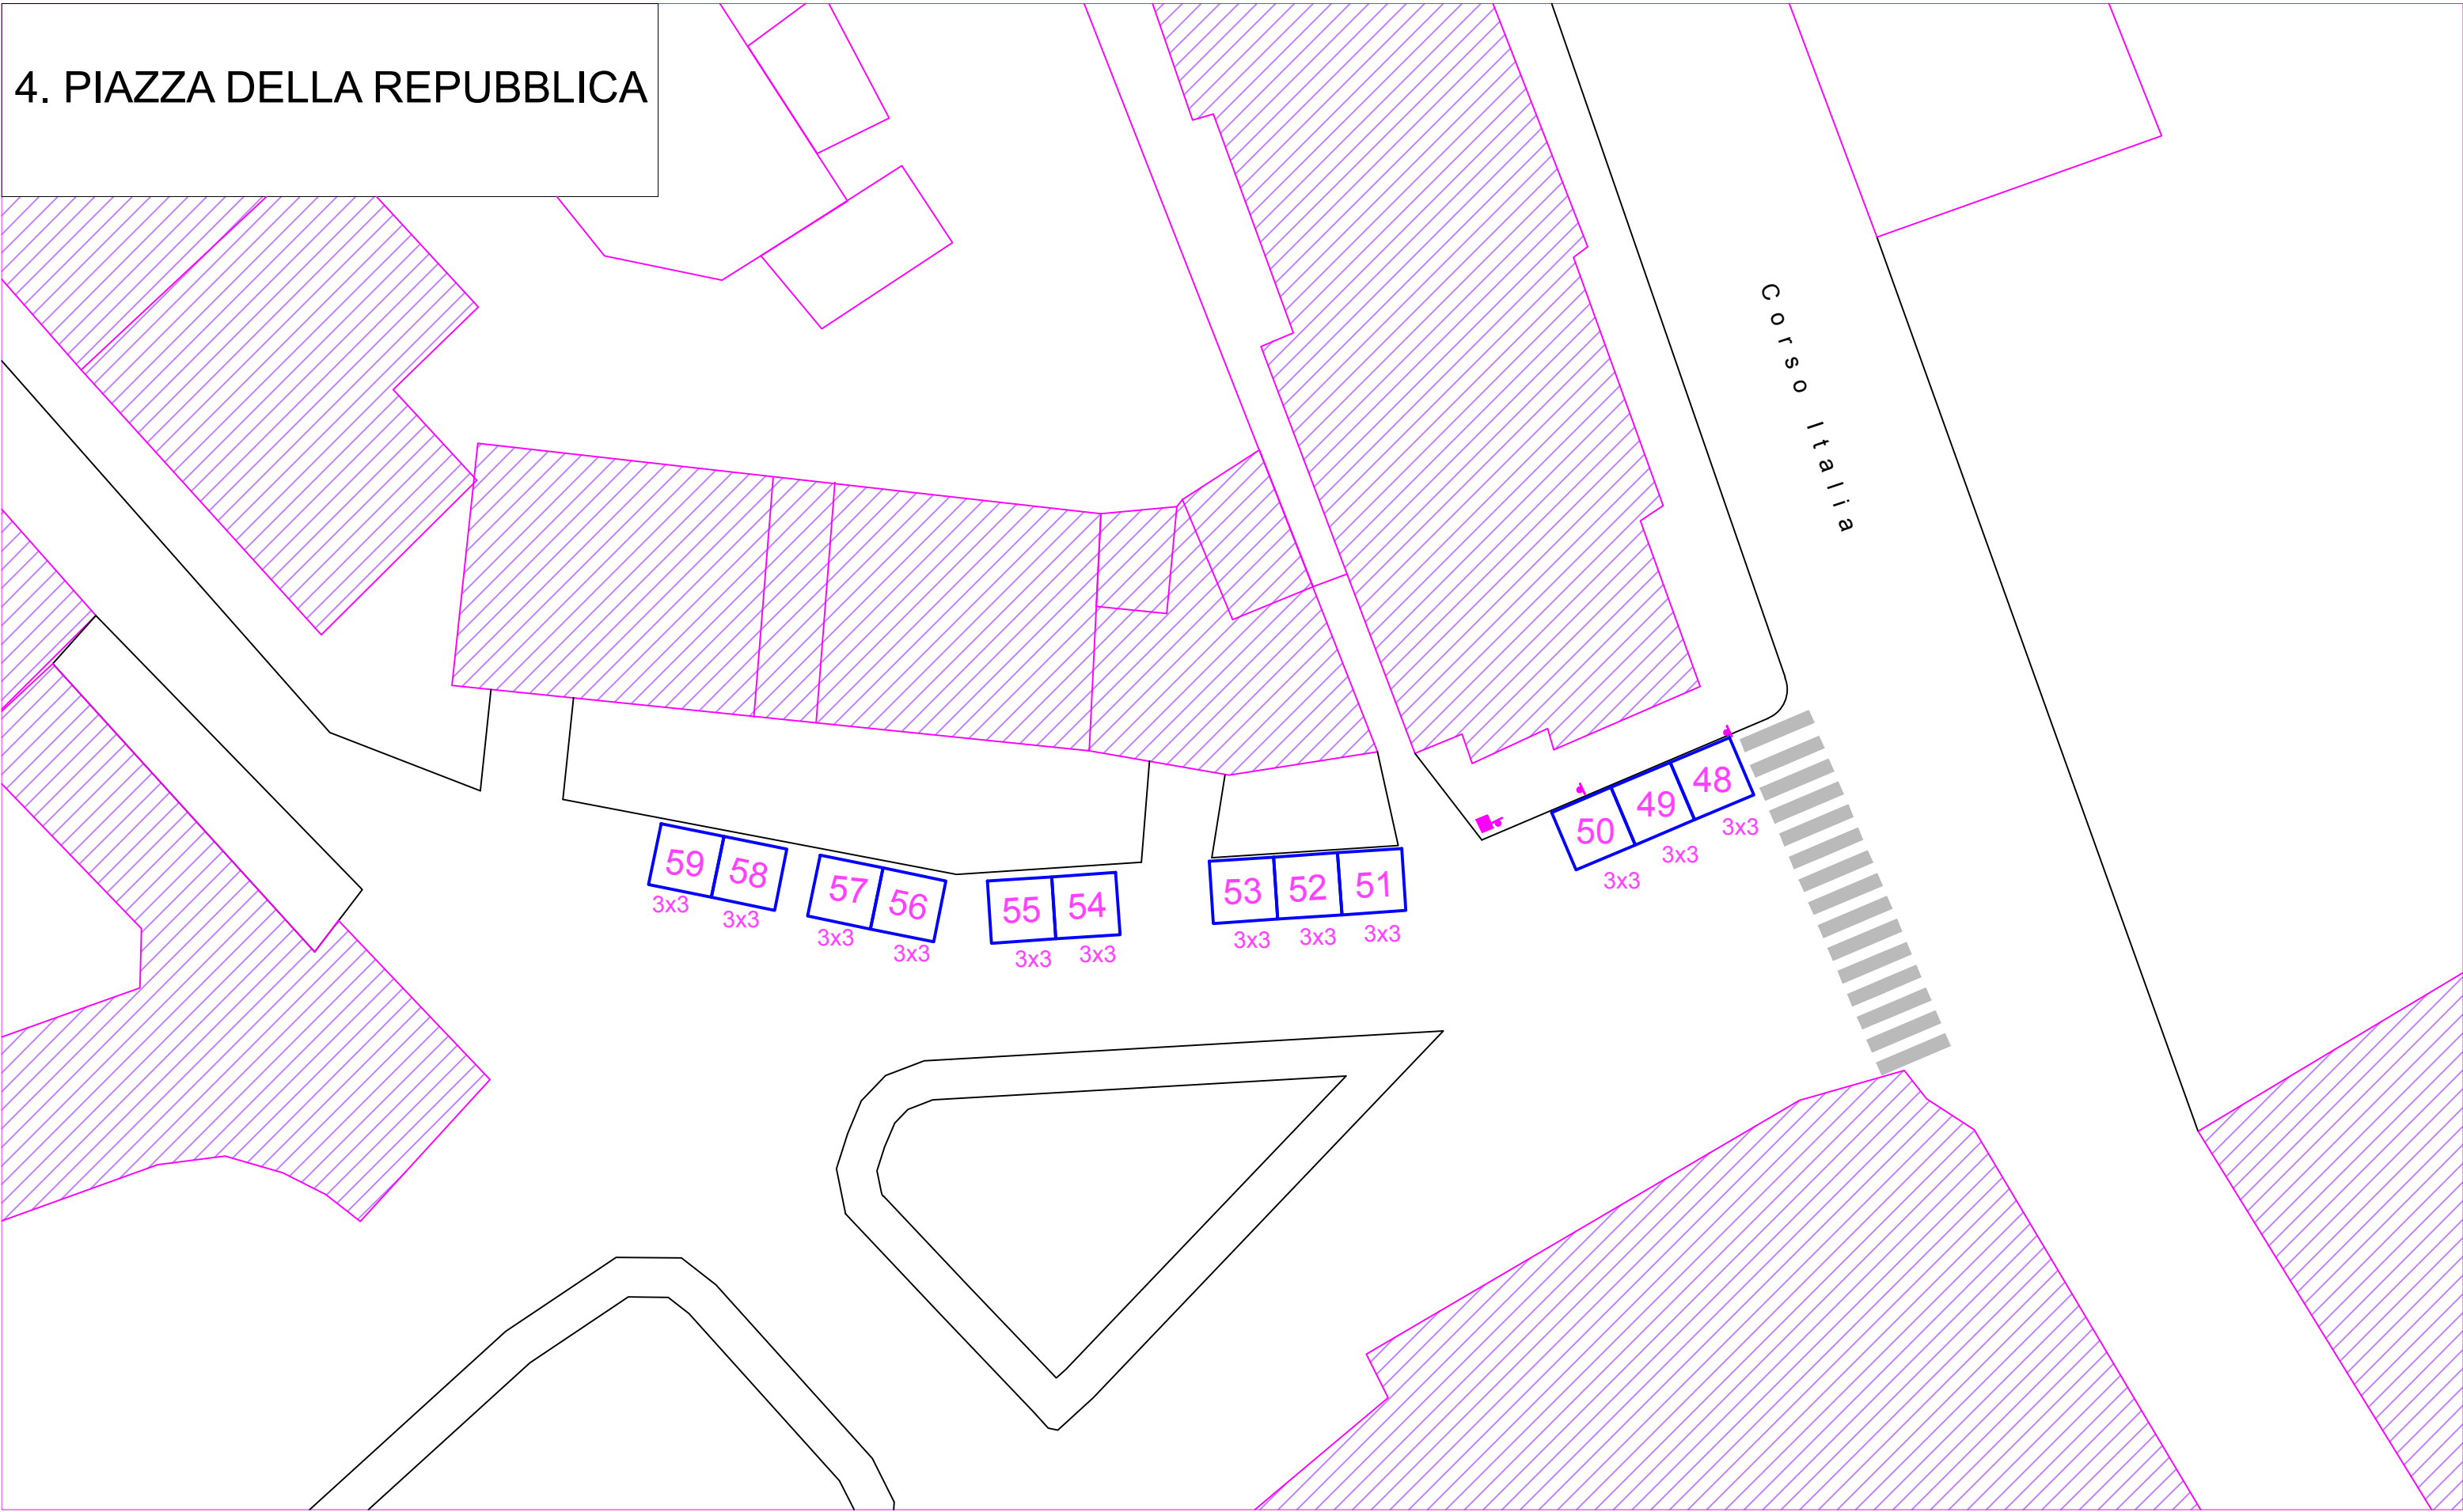 4. PIAZZA DELLA REPUBBLICA
Corso Italia
59 58 57 56 55 54 53 52 51 50 49 48
3x3 3x3 3x3 3x3 3x3 3x3 3x3 3x3 3x3 3x3 3x3 3x3